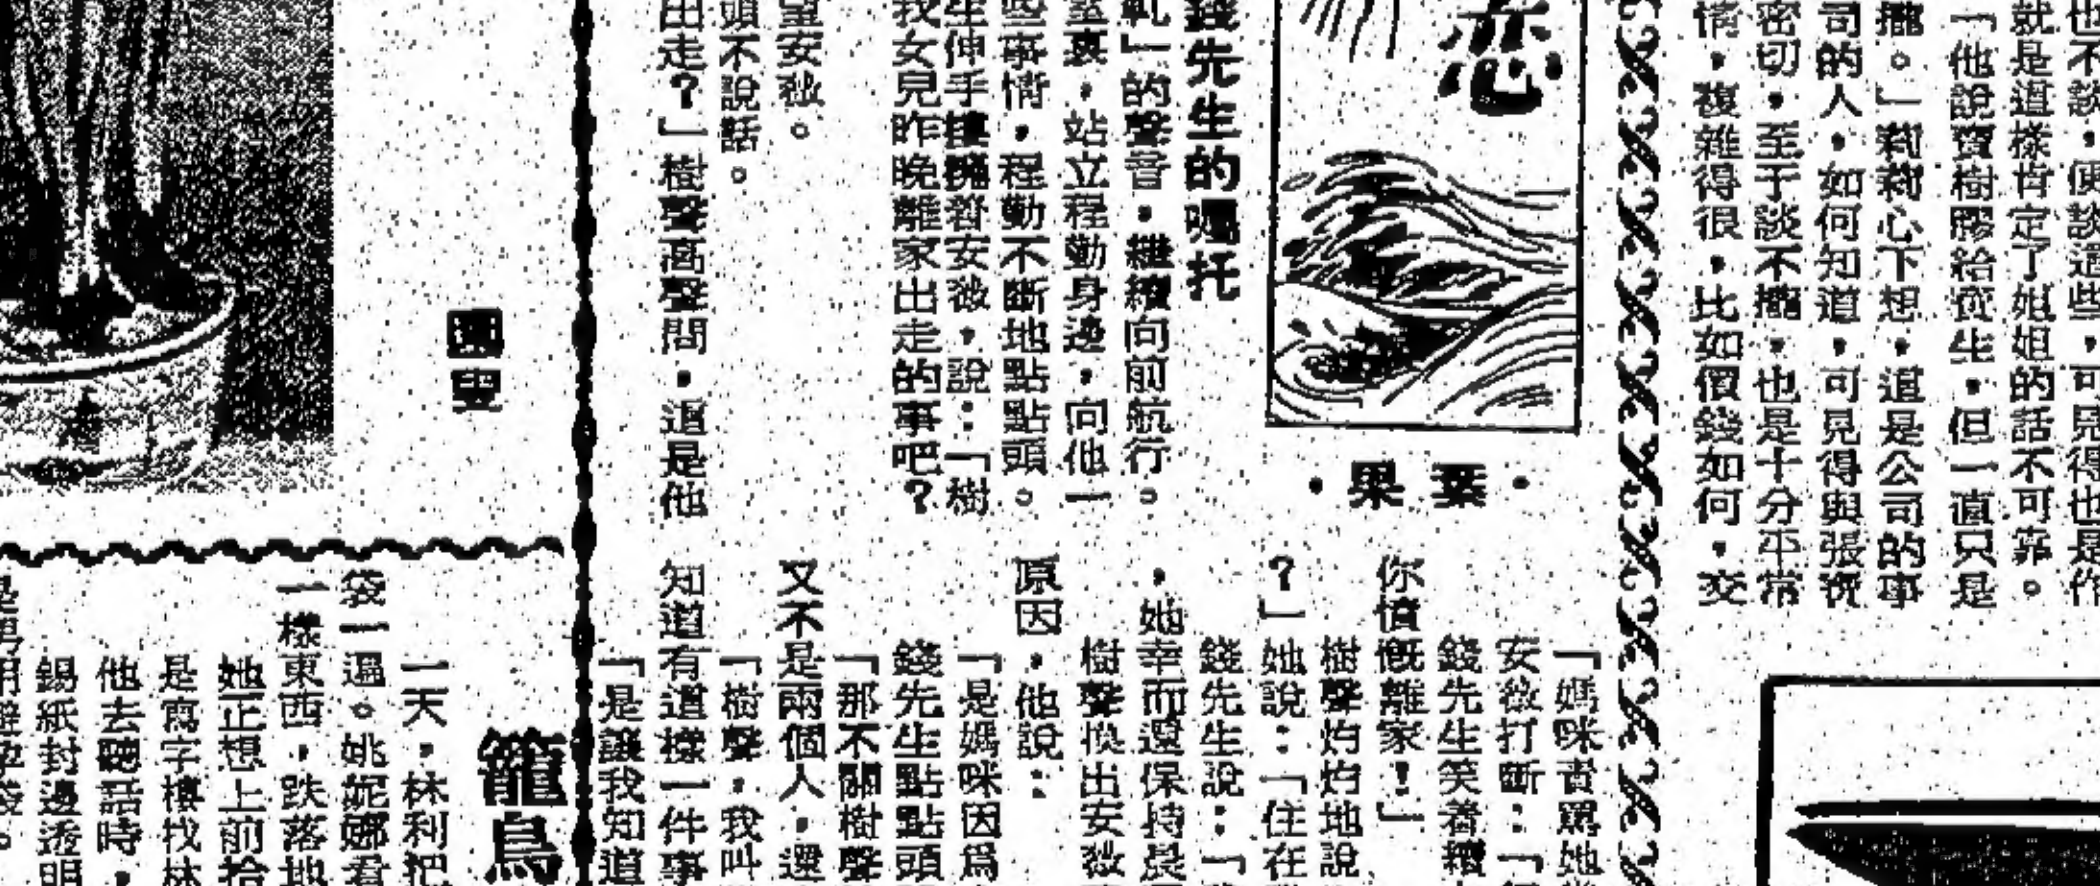 也不談，便說這些，可見得也是作
就是這樣肯定了姐姐的話不可靠。
「他說寶樹膠給賓生，但一直只是
攏。」莉莉心下想，這是公司的事
司的人，如何知道，可見得與張
密切，至于談不攏，也是十分平常
情，複雜得很，比如價錢如何，交
戀
·葉果·
錢先生的囑托
軋」的聲音，繼續向前航行。
室裏，站立程勤身邊，向他一
些事情，程勤不斷地點點頭。
生伸手摟擁着安薇，說：「樹
我女兒昨晚離家出走的事吧？
望安薇。
頭不說話。
出走？」樹聲高聲問，這是他
「媽咪責罵她
安薇打斷：「
錢先生笑着續
你憤慨離家！」
樹聲灼灼地說
？」她說：「住在
錢先生說：「
，她幸而還保持
樹聲悅出安薇
原因，他說：
「是媽咪因爲
錢先生點點頭
「那不關樹聲
又不是兩個人，還
「樹聲，我叫
知道有這樣一件事
「是讓我知道
籠鳥
一天，林利把
袋一遍。姚妮娜看
一樣東西，跌落地
她正想上前拾
是寫字樓找林
他去聽話時，
錫紙封邊透明